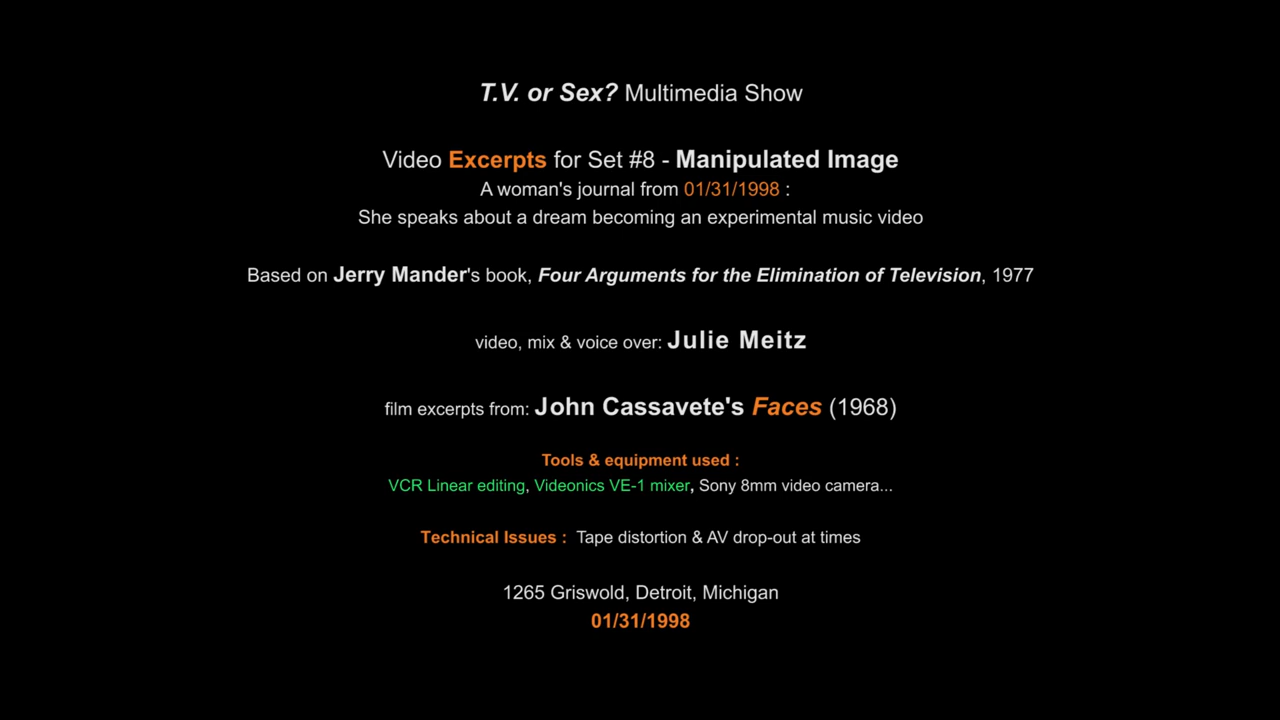 T.V. or Sex? Multimedia Show
Video Excerpts for Set #8 - Manipulated Image
A woman's journal from 01/31/1998 :
She speaks about a dream becoming an experimental music video
Based on Jerry Mander's book, Four Arguments for the Elimination of Television, 1977
video, mix & voice over: Julie Meitz
film excerpts from: John Cassavete's Faces (1968)
Tools & equipment used :
VCR Linear editing, Videonics VE-1 mixer, Sony 8mm video camera...
Technical Issues : Tape distortion & AV drop-out at times
1265 Griswold, Detroit, Michigan
01/31/1998